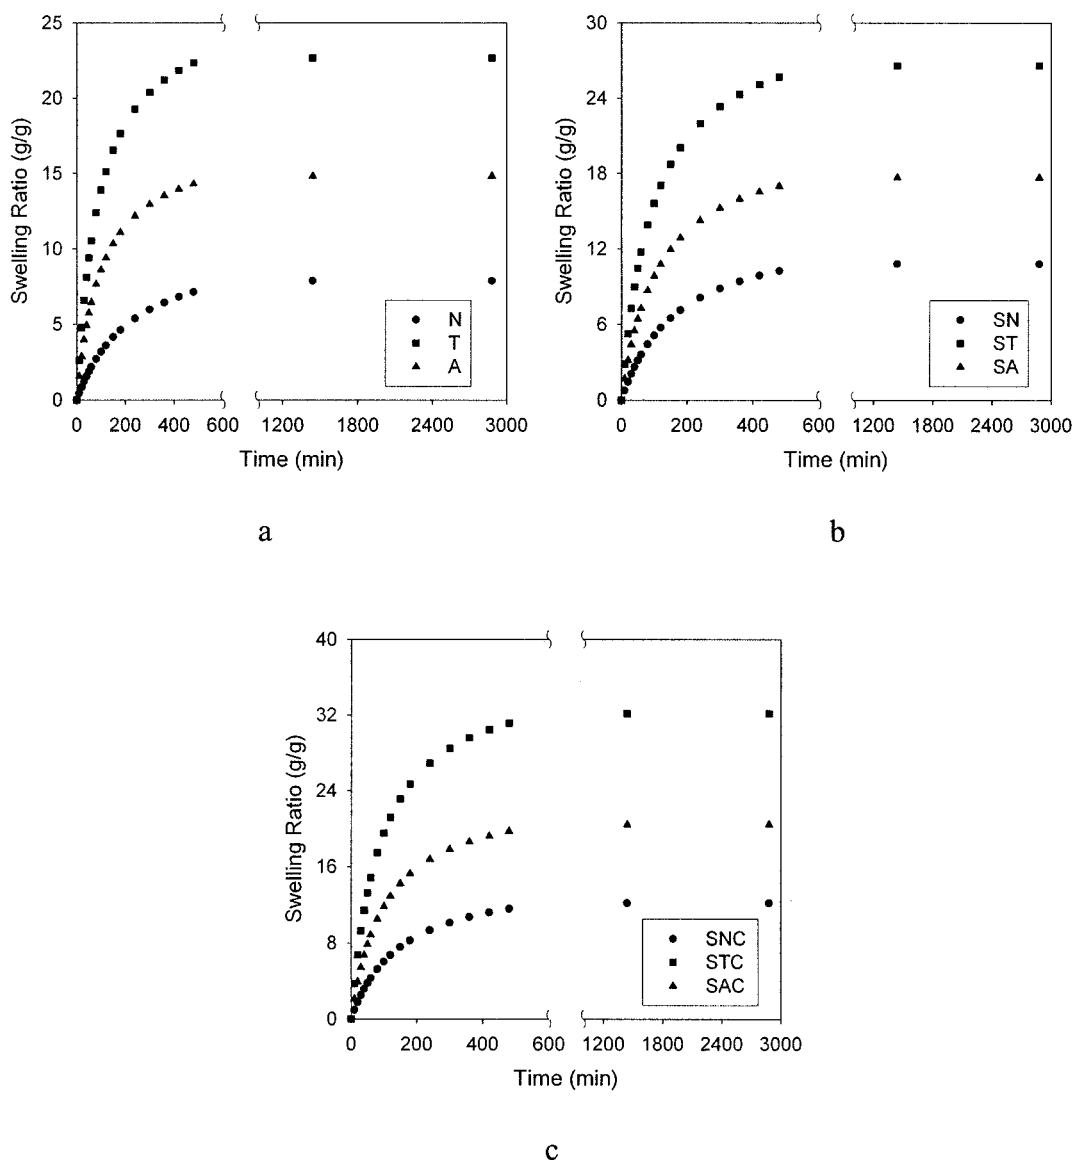 25
20
15
10
5
0
Swelling Ratio (g/g)
N
T
A
0 200 400 600 1200 1800 2400 3000
Time (min)
a
30
24
18
12
6
0
Swelling Ratio (g/g)
SN
ST
SA
0 200 400 600 1200 1800 2400 3000
Time (min)
b
40
32
24
16
8
0
Swelling Ratio (g/g)
SNC
STC
SAC
0 200 400 600 1200 1800 2400 3000
Time (min)
c